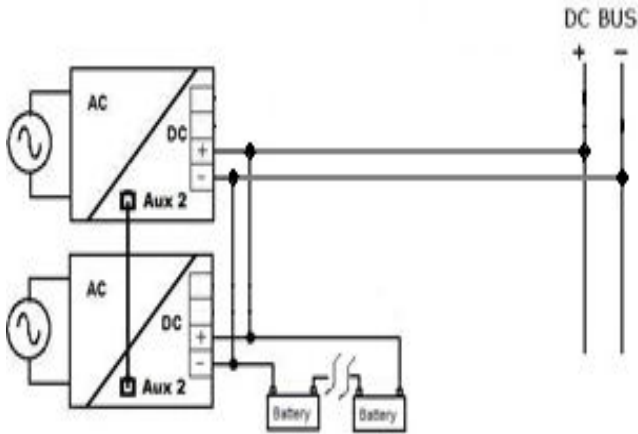 DC BUS
+ −
AC
DC
+
−
Aux 2
AC
DC
+
−
Aux 2
Battery Battery